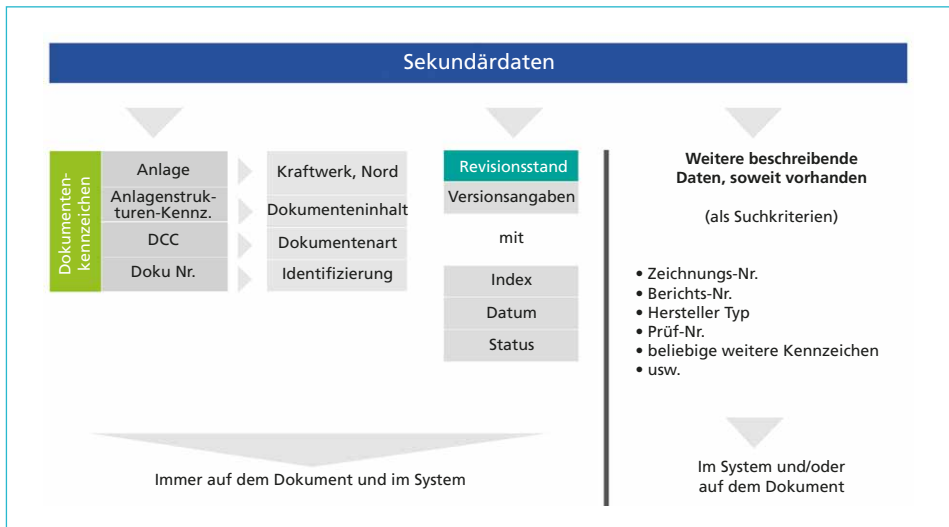 Sekundärdaten
Dokumenten-
kennzeichen
Anlage
Kraftwerk, Nord
Anlagenstruk-
turen-Kennz.
Dokumenteninhalt
DCC
Dokumentenart
Doku Nr.
Identifizierung
Revisionsstand
Versionsangaben
mit
Index
Datum
Status
Immer auf dem Dokument und im System
Weitere beschreibende
Daten, soweit vorhanden
(als Suchkriterien)
• Zeichnungs-Nr.
• Berichts-Nr.
• Hersteller Typ
• Prüf-Nr.
• beliebige weitere Kennzeichen
• usw.
Im System und/oder
auf dem Dokument